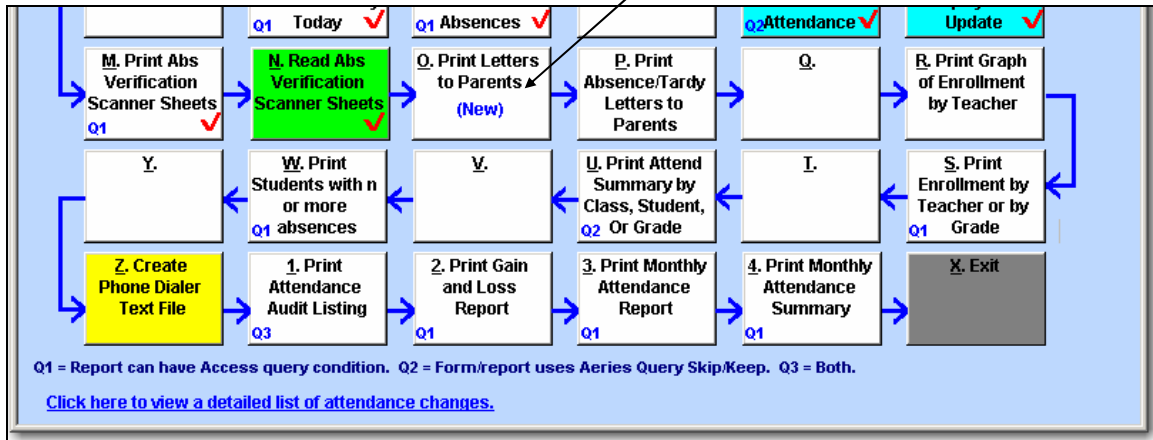 Today
Q1
Absences
Q1
Attendance
Q2
Update
M. Print Abs
Verification
Scanner Sheets
Q1
N. Read Abs
Verification
Scanner Sheets
O. Print Letters
to Parents
(New)
P. Print
Absence/Tardy
Letters to
Parents
Q.
R. Print Graph
of Enrollment
by Teacher
Y.
W. Print
Students with n
or more
Q1 absences
V.
U. Print Attend
Summary by
Class, Student,
Q2 Or Grade
T.
S. Print
Enrollment by
Teacher or by
Q1 Grade
Z. Create
Phone Dialer
Text File
1. Print
Attendance
Audit Listing
Q3
2. Print Gain
and Loss
Report
Q1
3. Print Monthly
Attendance
Report
Q1
4. Print Monthly
Attendance
Summary
Q1
X. Exit
Q1 = Report can have Access query condition. Q2 = Form/report uses Aeries Query Skip/Keep. Q3 = Both.
Click here to view a detailed list of attendance changes.